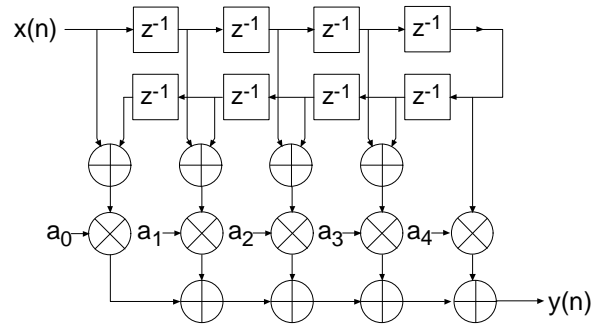 x(n) z⁻¹ z⁻¹ z⁻¹ z⁻¹
z⁻¹ z⁻¹ z⁻¹ z⁻¹
a₀ a₁ a₂ a₃ a₄
y(n)